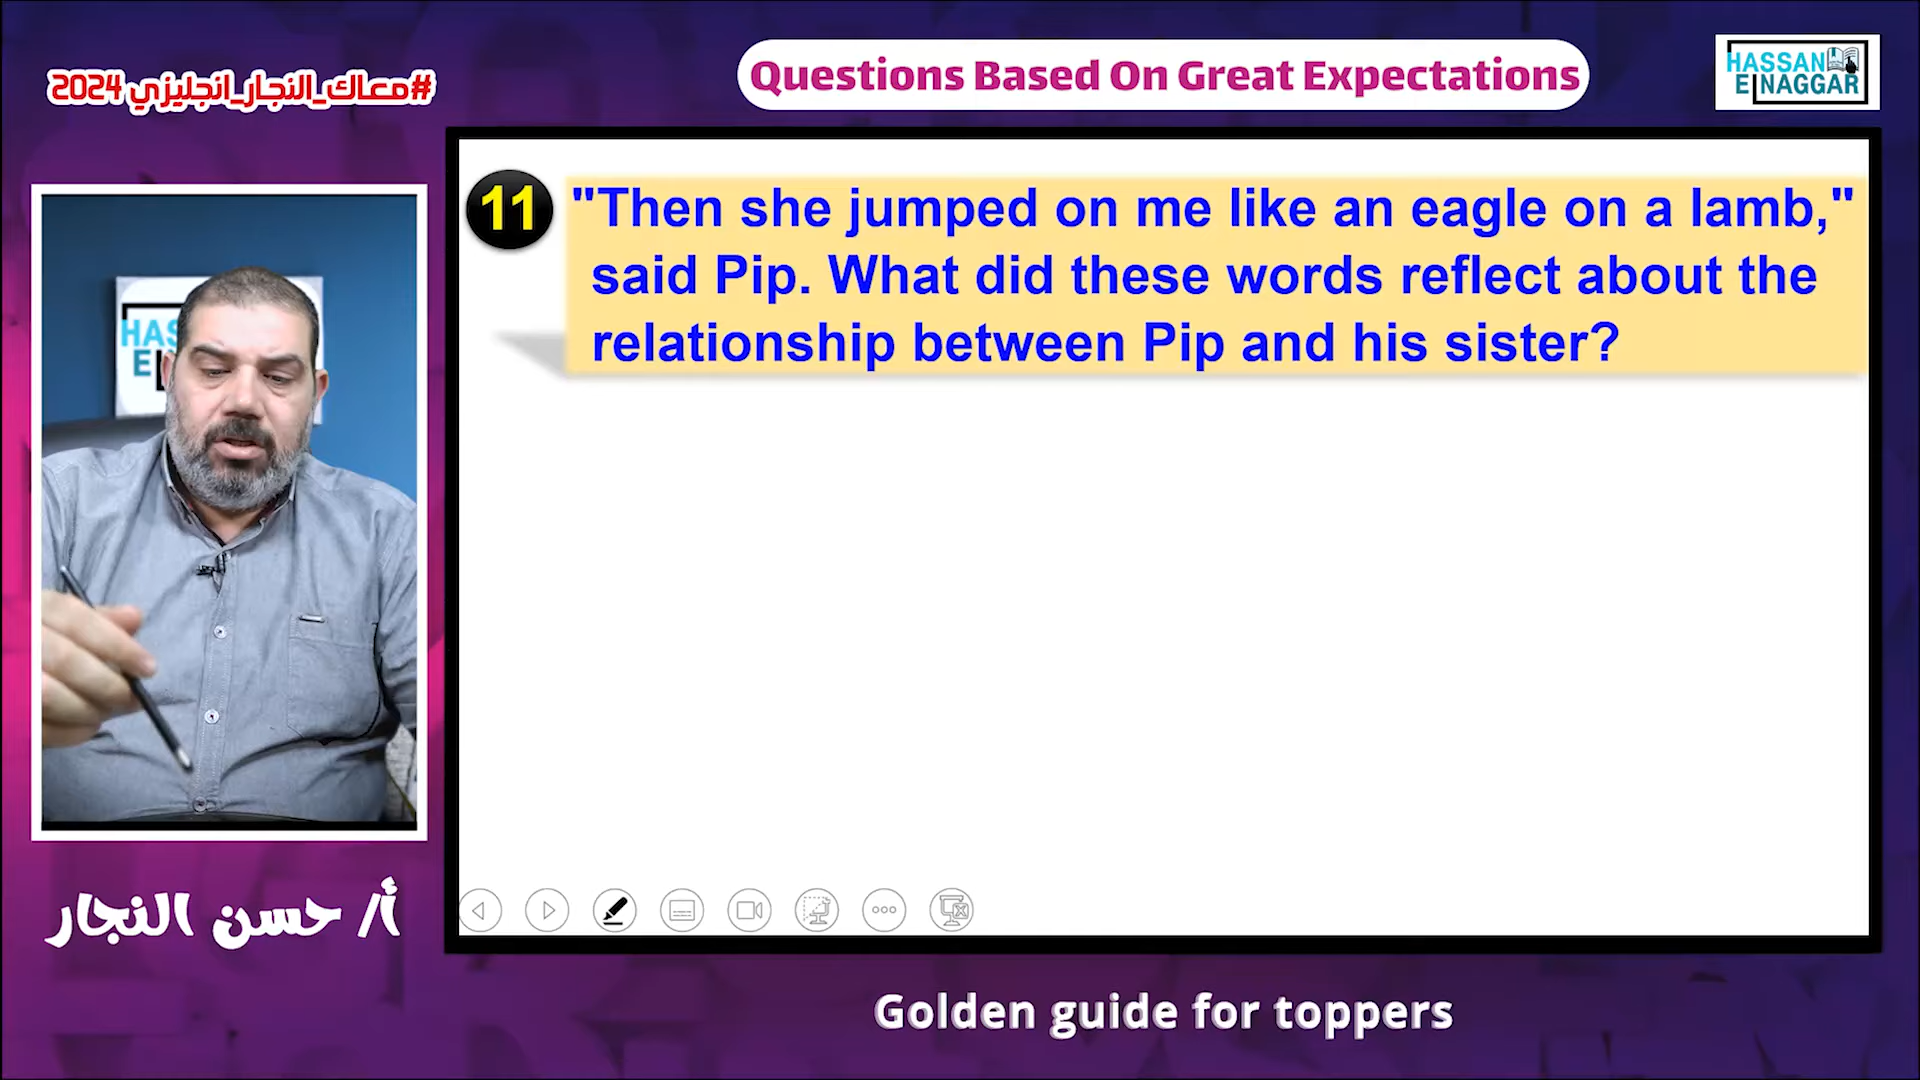 #معاك_النجار_انجليزي 2024
Questions Based On Great Expectations
HASSAN
ELNAGGAR
11 "Then she jumped on me like an eagle on a lamb,"
said Pip. What did these words reflect about the
relationship between Pip and his sister?
HAS
EL
أ/ حسن النجار
Golden guide for toppers